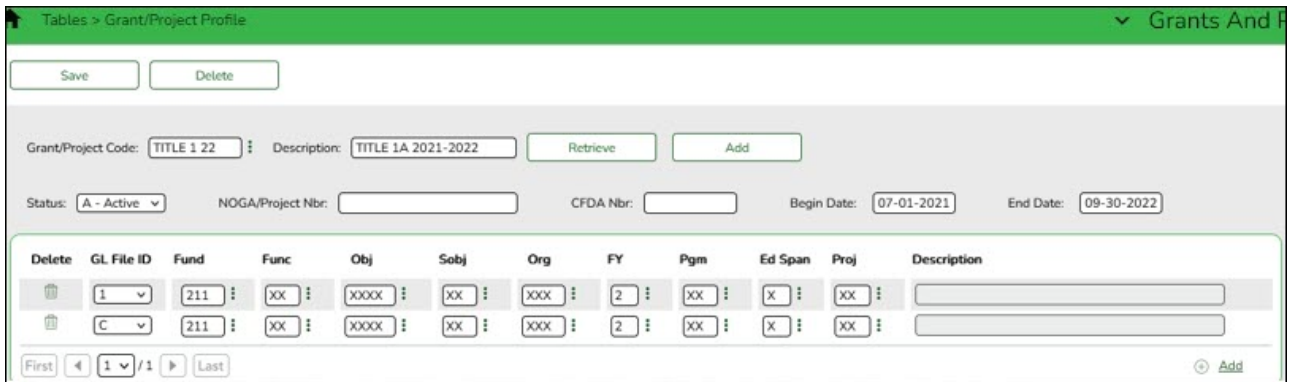 Tables > Grant/Project Profile Grants And
Save Delete
Grant/Project Code: TITLE 1 22 Description: TITLE 1A 2021-2022 Retrieve Add
Status: A - Active NOGA/Project Nbr: CFDA Nbr: Begin Date: 07-01-2021 End Date: 09-30-2022
Delete GL File ID Fund Func Obj Sobj Org FY Pgm Ed Span Proj Description
1 211 XX XXXX XX XXX 2 XX X XX
C 211 XX XXXX XX XXX 2 XX X XX
First 1 / 1 Last Add